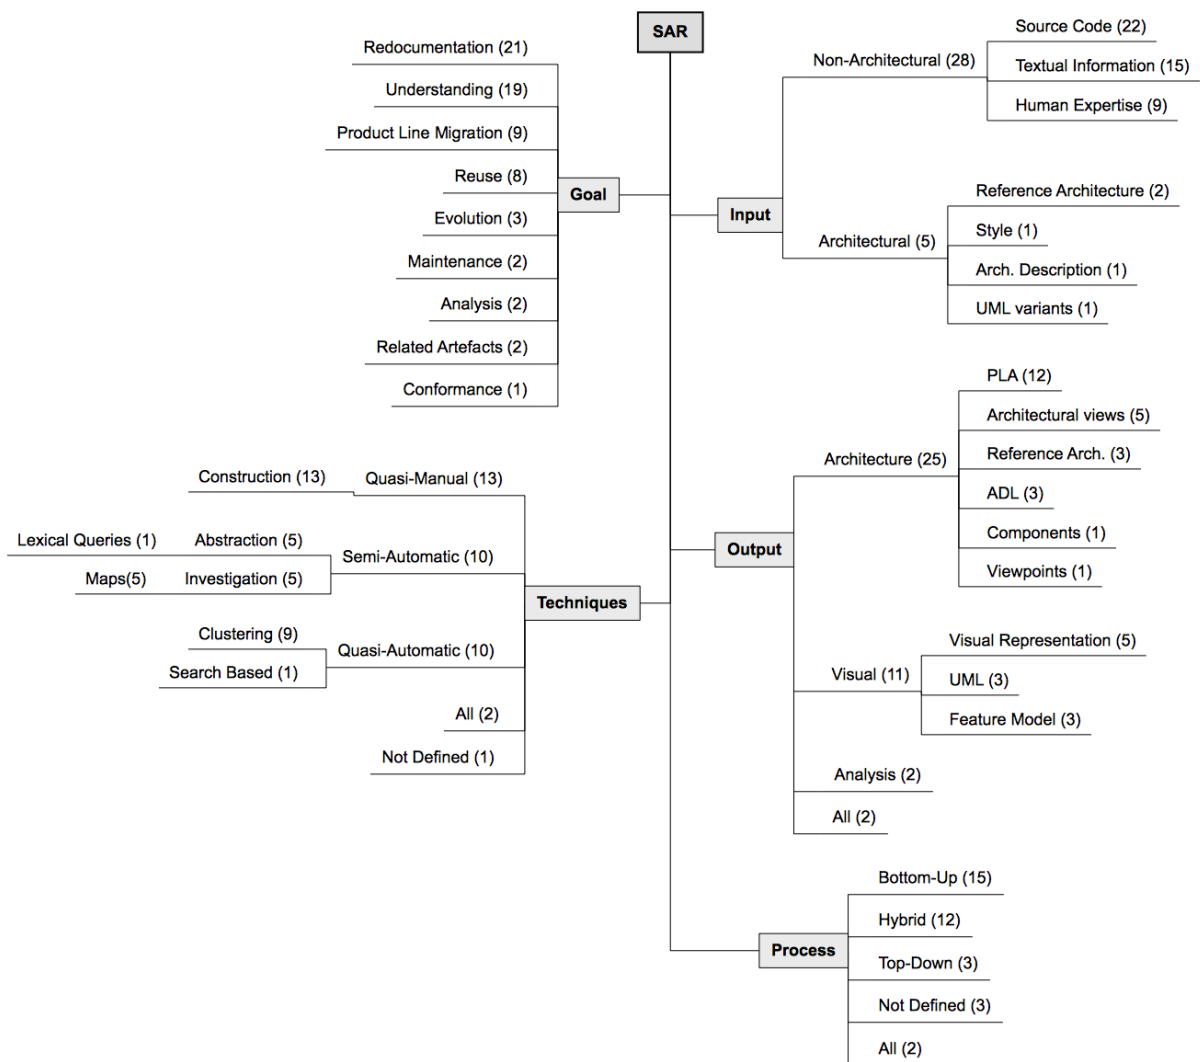 SAR
Redocumentation (21)
Understanding (19)
Product Line Migration (9)
Reuse (8)
Evolution (3)
Maintenance (2)
Analysis (2)
Related Artefacts (2)
Conformance (1)
Goal
Input
Non-Architectural (28)
Source Code (22)
Textual Information (15)
Human Expertise (9)
Architectural (5)
Reference Architecture (2)
Style (1)
Arch. Description (1)
UML variants (1)
Techniques
Quasi-Manual (13)
Construction (13)
Semi-Automatic (10)
Abstraction (5)
Lexical Queries (1)
Investigation (5)
Maps(5)
Quasi-Automatic (10)
Clustering (9)
Search Based (1)
All (2)
Not Defined (1)
Output
Architecture (25)
PLA (12)
Architectural views (5)
Reference Arch. (3)
ADL (3)
Components (1)
Viewpoints (1)
Visual (11)
Visual Representation (5)
UML (3)
Feature Model (3)
Analysis (2)
All (2)
Process
Bottom-Up (15)
Hybrid (12)
Top-Down (3)
Not Defined (3)
All (2)